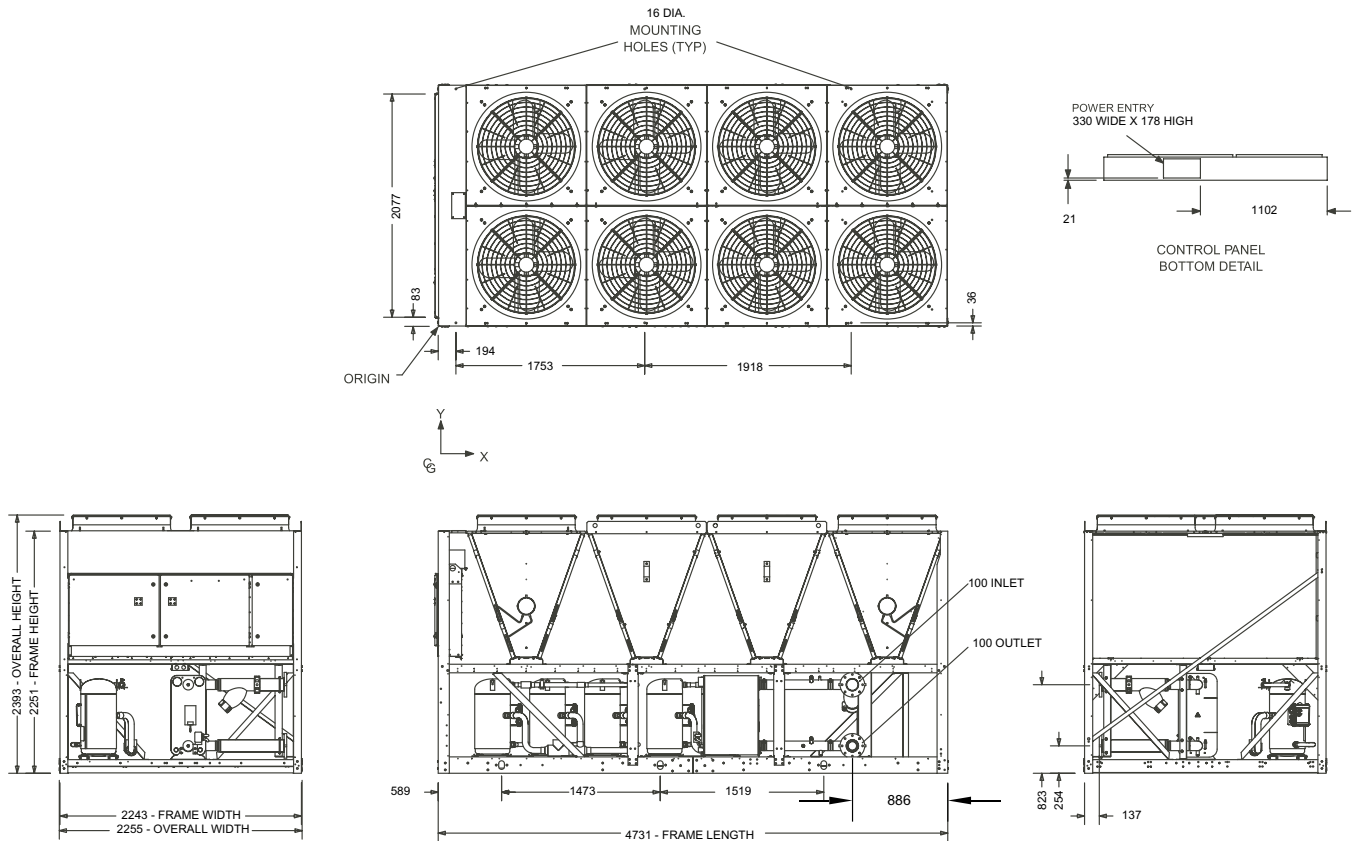 16 DIA.
MOUNTING
HOLES (TYP)
POWER ENTRY
330 WIDE X 178 HIGH
2077
83
36
21
1102
CONTROL PANEL
BOTTOM DETAIL
194
1753
1918
ORIGIN
Y
X
CG
2393 - OVERALL HEIGHT
2251 - FRAME HEIGHT
100 INLET
100 OUTLET
589
1473
1519
886
823
254
137
2243 - FRAME WIDTH
2255 - OVERALL WIDTH
4731 - FRAME LENGTH